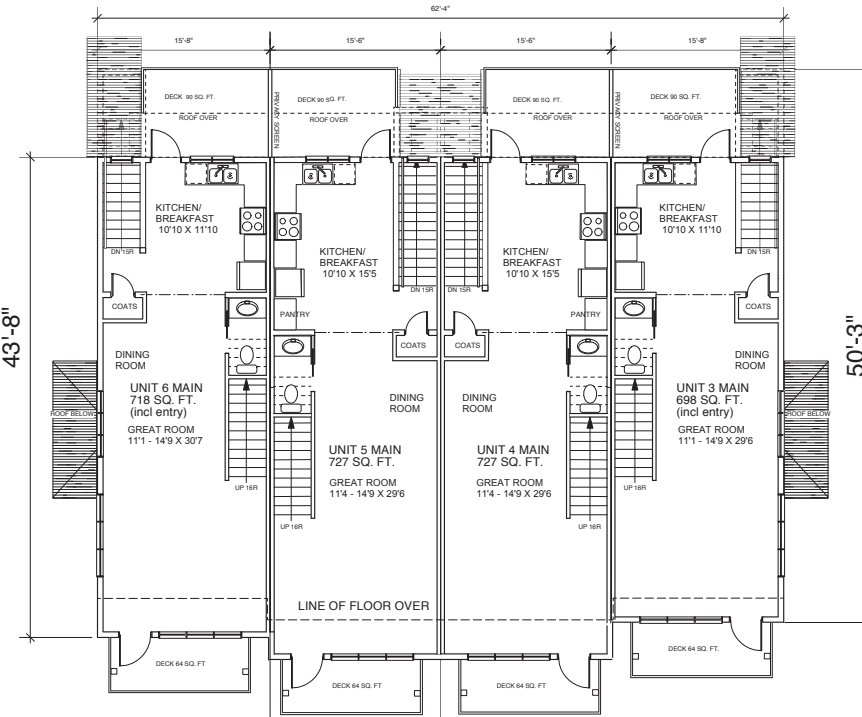 62'-4"
15'-8"
15'-6"
15'-6"
15'-8"
DECK 90 SQ. FT.
ROOF OVER
PRIVACY SCREEN
DECK 90 SQ. FT.
ROOF OVER
DECK 90 SQ. FT.
ROOF OVER
PRIVACY SCREEN
DECK 90 SQ. FT.
ROOF OVER
43'-8"
50'-3"
KITCHEN/
BREAKFAST
10'10 X 11'10
DN'15R
COATS
KITCHEN/
BREAKFAST
10'10 X 15'5
DN 15R
PANTRY
COATS
KITCHEN/
BREAKFAST
10'10 X 15'5
DN 15R
PANTRY
COATS
KITCHEN/
BREAKFAST
10'10 X 11'10
DN 15R
COATS
DINING
ROOM
UNIT 6 MAIN
718 SQ. FT.
(incl entry)
GREAT ROOM
11'1 - 14'9 X 30'7
ROOF BELOW
UP 16R
DINING
ROOM
UNIT 5 MAIN
727 SQ. FT.
GREAT ROOM
11'4 - 14'9 X 29'6
UP 16R
DINING
ROOM
UNIT 4 MAIN
727 SQ. FT.
GREAT ROOM
11'4 - 14'9 X 29'6
UP 16R
DINING
ROOM
UNIT 3 MAIN
698 SQ. FT.
(incl entry)
GREAT ROOM
11'1 - 14'9 X 29'6
ROOF BELOW
UP 16R
LINE OF FLOOR OVER
DECK 64 SQ. FT
DECK 64 SQ. FT
DECK 64 SQ. FT
DECK 64 SQ. FT.